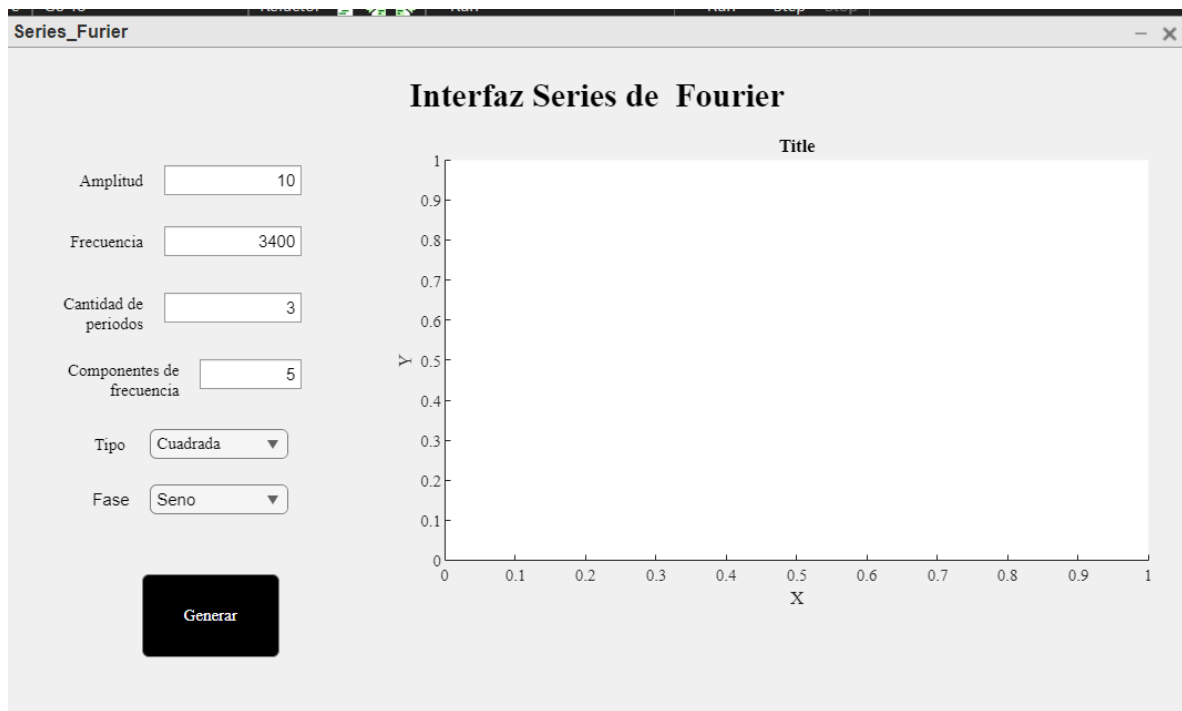 Series_Furier
Interfaz Series de  Fourier
Amplitud 10
Frecuencia 3400
Cantidad de
periodos 3
Componentes de
frecuencia 5
Tipo Cuadrada
Fase Seno
Generar
Title
1
0.9
0.8
0.7
0.6
0.5
0.4
0.3
0.2
0.1
0
Y
0 0.1 0.2 0.3 0.4 0.5 0.6 0.7 0.8 0.9 1
X